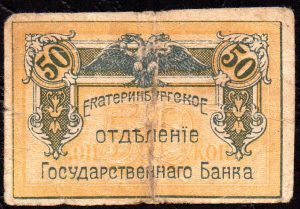 50 50
ЕКАТЕРИНБУРГСКОЕ
ОТДѢЛЕНІЕ
ГОСУДАРСТВЕННАГО БАНКА